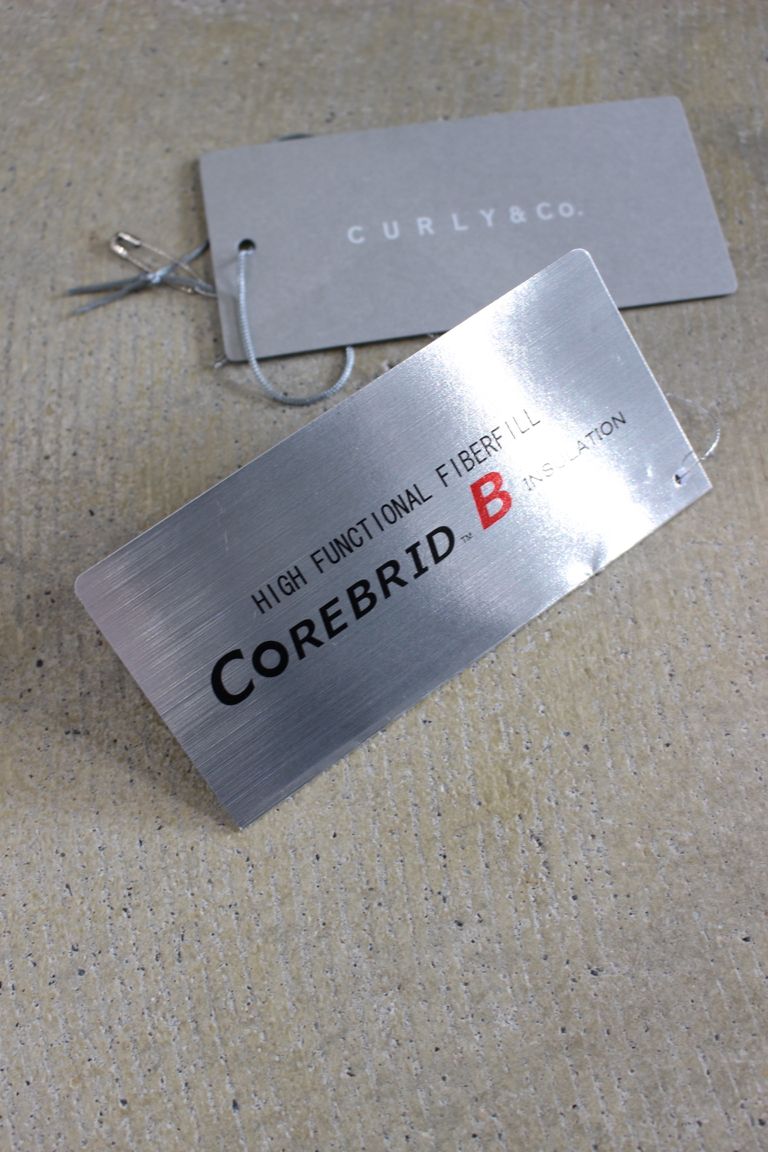 CURLY&Co.
HIGH FUNCTIONAL FIBERFILL
COREBRID™ B INSULATION